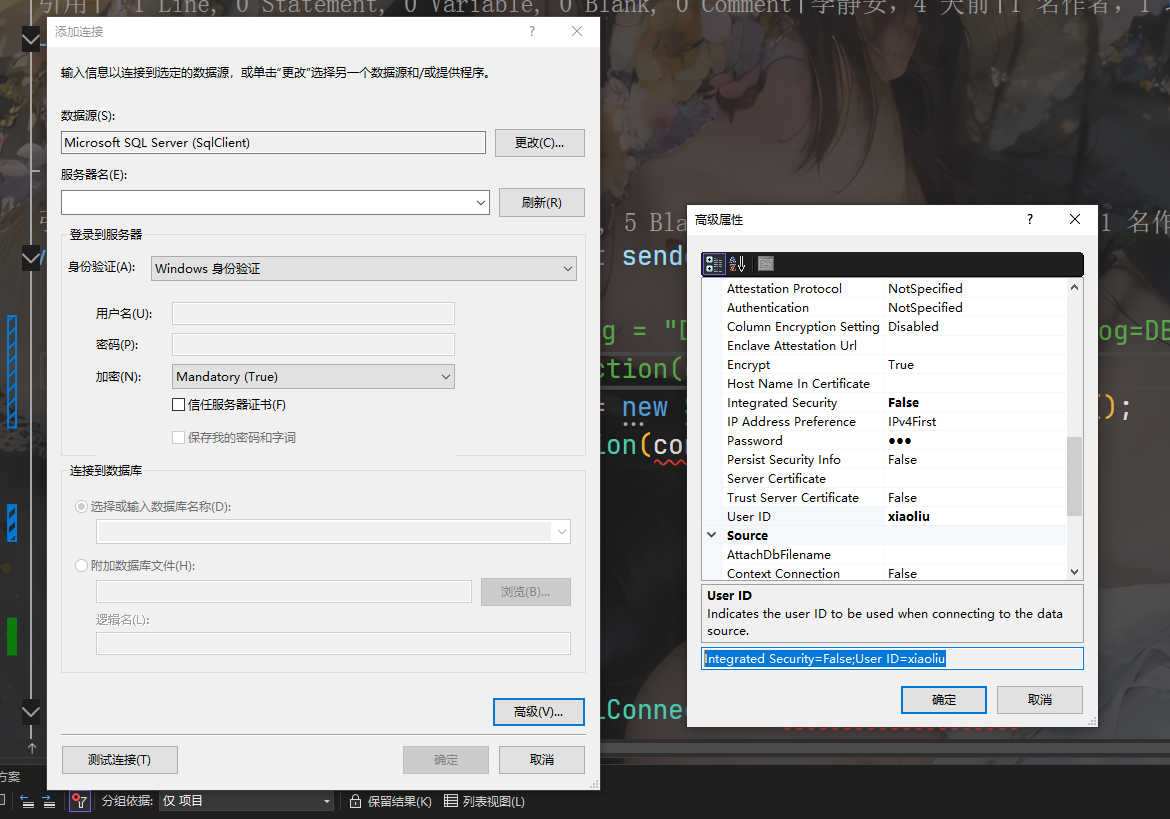 引用| 1 Line, 0 Statement, 0 Variable, 0 Blank, 0 Comment|李静安, 4 天前|1 名作者, 1
添加连接
?
输入信息以连接到选定的数据源，或单击“更改”选择另一个数据源和/或提供程序。
数据源(S):
Microsoft SQL Server (SqlClient)
更改(C)...
服务器名(E):
刷新(R)
登录到服务器
身份验证(A):
Windows 身份验证
用户名(U):
密码(P):
加密(N):
Mandatory (True)
信任服务器证书(F)
保存我的密码和字词
连接到数据库
选择或输入数据库名称(D):
附加数据库文件(H):
浏览(B)...
逻辑名(L):
高级(V)...
测试连接(T)
确定
取消
, 5 Bla
1 名作
send
g = "D
og=DB
ction(
= new
();
ion(co
lConne
高级属性
?
Attestation Protocol NotSpecified
Authentication NotSpecified
Column Encryption Setting Disabled
Enclave Attestation Url
Encrypt True
Host Name In Certificate
Integrated Security False
IP Address Preference IPv4First
Password ●●●
Persist Security Info False
Server Certificate
Trust Server Certificate False
User ID xiaoliu
Source
AttachDbFilename
Context Connection False
User ID
Indicates the user ID to be used when connecting to the data
source.
Integrated Security=False;User ID=xiaoliu
确定
取消
方案
分组依据: 仅 项目
保留结果(K)
列表视图(L)